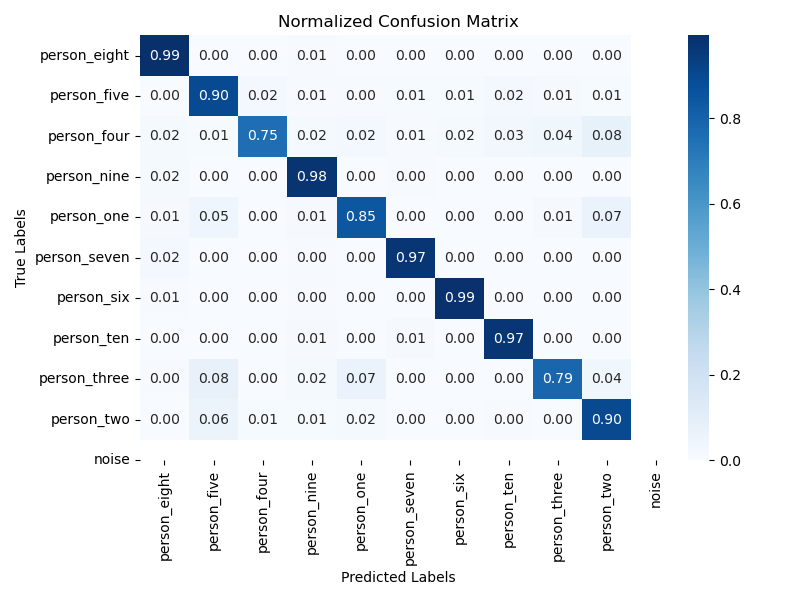 Normalized Confusion Matrix
True Labels
person_eight 0.99 0.00 0.00 0.01 0.00 0.00 0.00 0.00 0.00 0.00
person_five 0.00 0.90 0.02 0.01 0.00 0.01 0.01 0.02 0.01 0.01
person_four 0.02 0.01 0.75 0.02 0.02 0.01 0.02 0.03 0.04 0.08
person_nine 0.02 0.00 0.00 0.98 0.00 0.00 0.00 0.00 0.00 0.00
person_one 0.01 0.05 0.00 0.01 0.85 0.00 0.00 0.00 0.01 0.07
person_seven 0.02 0.00 0.00 0.00 0.00 0.97 0.00 0.00 0.00 0.00
person_six 0.01 0.00 0.00 0.00 0.00 0.00 0.99 0.00 0.00 0.00
person_ten 0.00 0.00 0.00 0.01 0.00 0.01 0.00 0.97 0.00 0.00
person_three 0.00 0.08 0.00 0.02 0.07 0.00 0.00 0.00 0.79 0.04
person_two 0.00 0.06 0.01 0.01 0.02 0.00 0.00 0.00 0.00 0.90
noise
person_eight
person_five
person_four
person_nine
person_one
person_seven
person_six
person_ten
person_three
person_two
noise
Predicted Labels
0.8
0.6
0.4
0.2
0.0